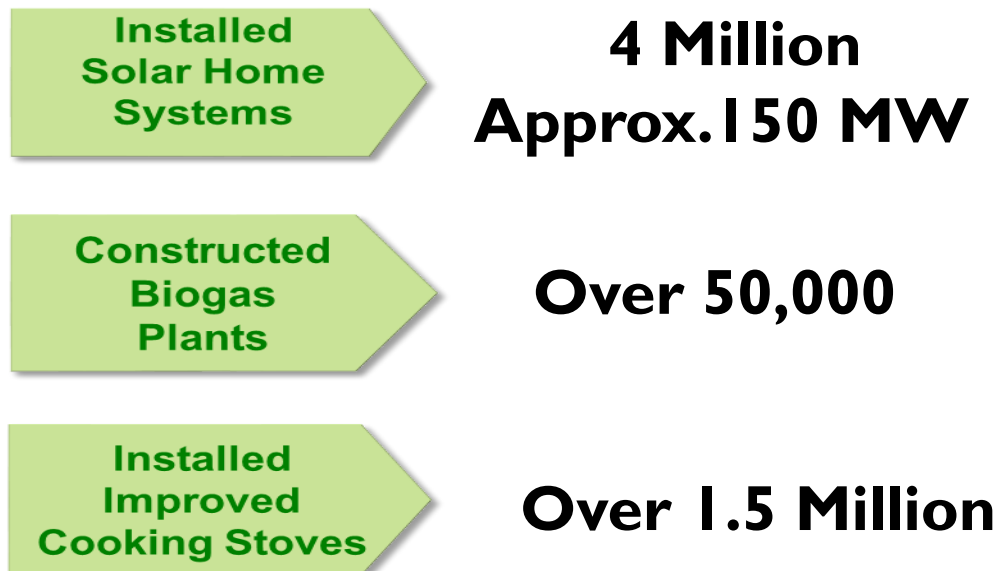 Installed
Solar Home
Systems
4 Million
Approx.150 MW
Constructed
Biogas
Plants
Over 50,000
Installed
Improved
Cooking Stoves
Over 1.5 Million